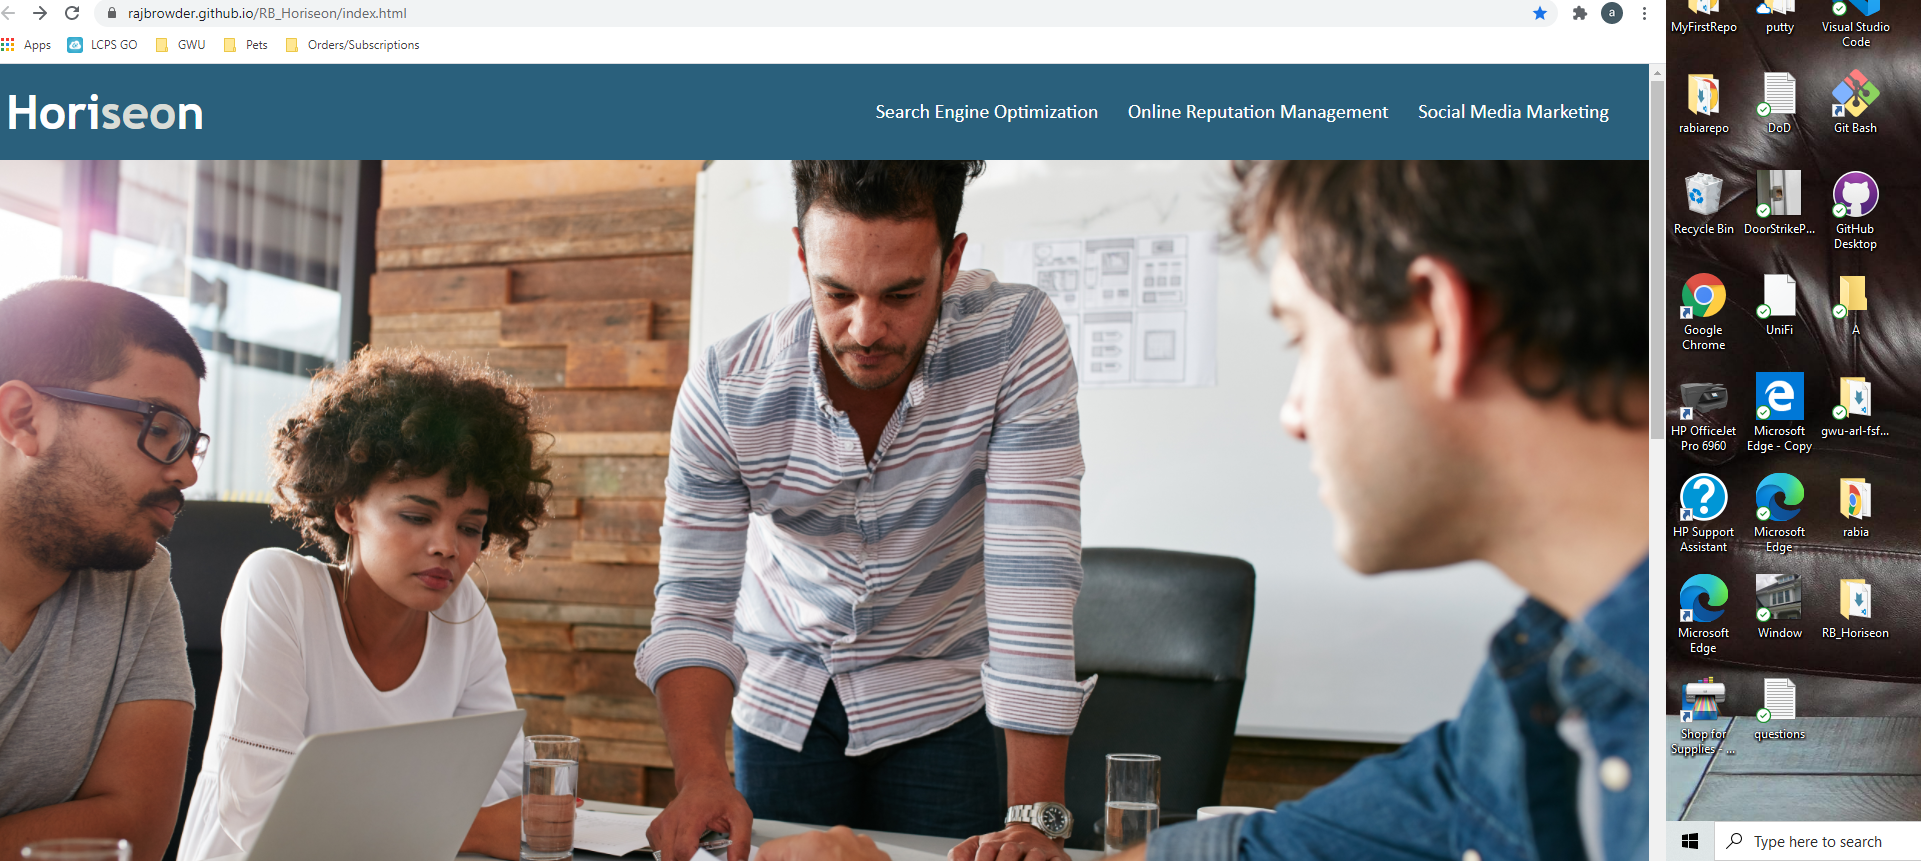 rajbrowder.github.io/RB_Horiseon/index.html
a
Apps
LCPS GO
GWU
Pets
Orders/Subscriptions
Horiseon
Search Engine Optimization
Online Reputation Management
Social Media Marketing
MyFirstRepo
putty
Visual Studio
Code
rabiarepo
DoD
Git Bash
Recycle Bin
DoorStrikeP...
GitHub
Desktop
Google
Chrome
UniFi
A
HP OfficeJet
Pro 6960
Microsoft
Edge - Copy
gwu-arl-fsf...
HP Support
Assistant
Microsoft
Edge
rabia
Microsoft
Edge
Window
RB_Horiseon
Shop for
Supplies - ...
questions
Type here to search